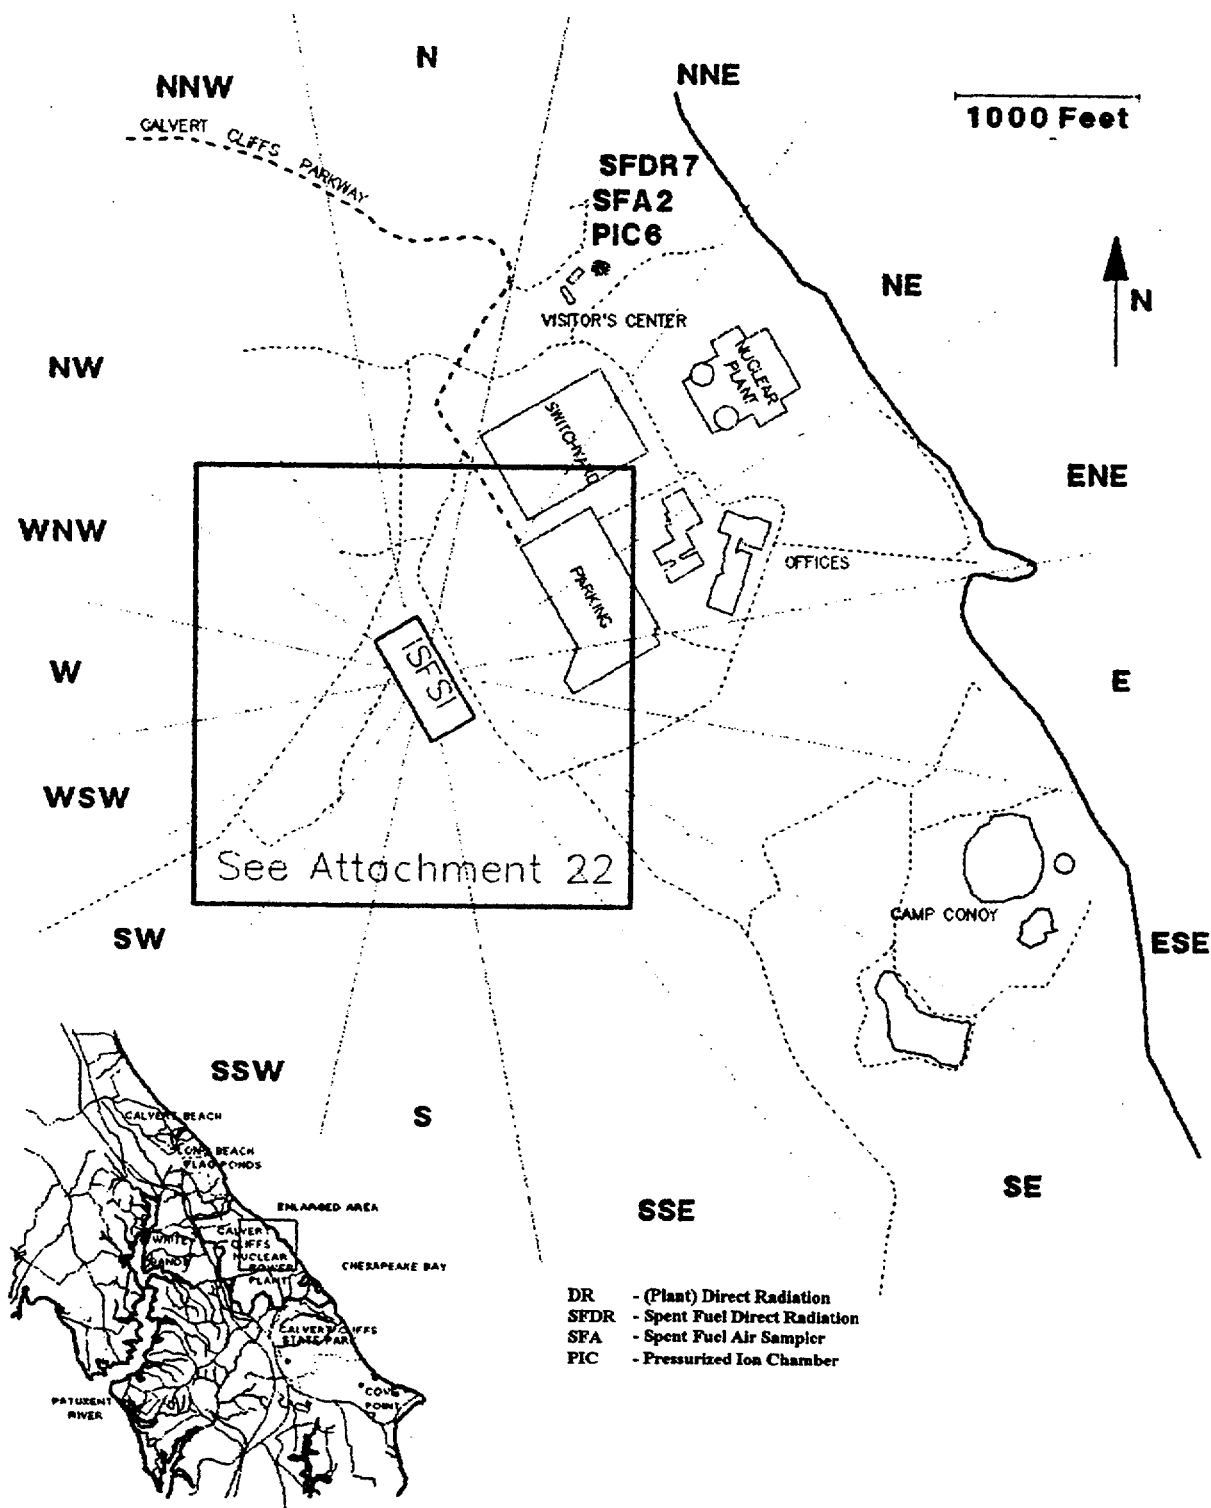 N
NNE
NNW
1000 Feet
CALVERT CLIFFS PARKWAY
SFDR7
SFA2
PIC6
NE
N
VISITOR'S CENTER
NW
NUCLEAR
PLANT
SWITCHYARD
ENE
WNW
OFFICES
PARKING
ISFSI
W
E
WSW
See Attachment 22
CAMP CONOY
SW
ESE
SSW
S
CALVERT BEACH
LONG BEACH
FLAG PONDS
SE
SSE
ENLARGED AREA
WHITE
SANDS
CALVERT
CLIFFS
NUCLEAR
POWER
PLANT
CHESAPEAKE BAY
DR - (Plant) Direct Radiation
SFDR - Spent Fuel Direct Radiation
SFA - Spent Fuel Air Sampler
PIC - Pressurized Ion Chamber
CALVERT CLIFFS
STATE PARK
COVE
POINT
PATUXENT
RIVER